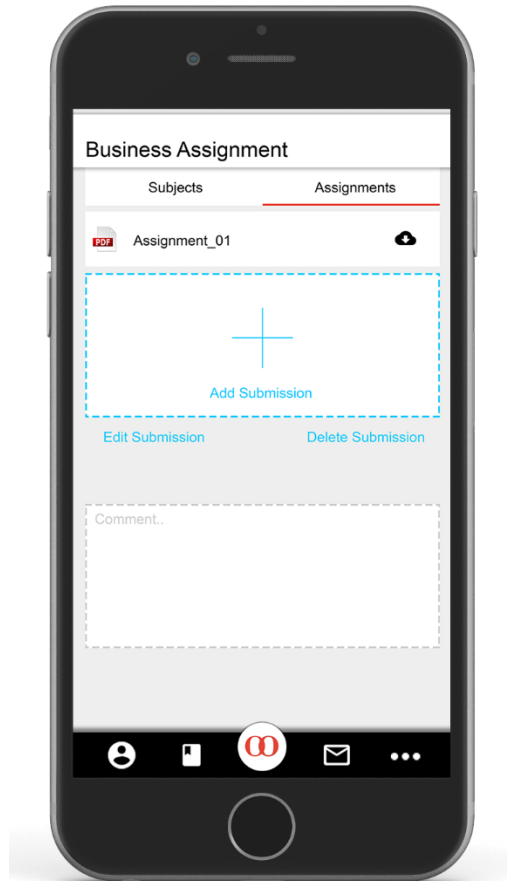 Business Assignment
Subjects Assignments
PDF Assignment_01
Add Submission
Edit Submission Delete Submission
Comment..